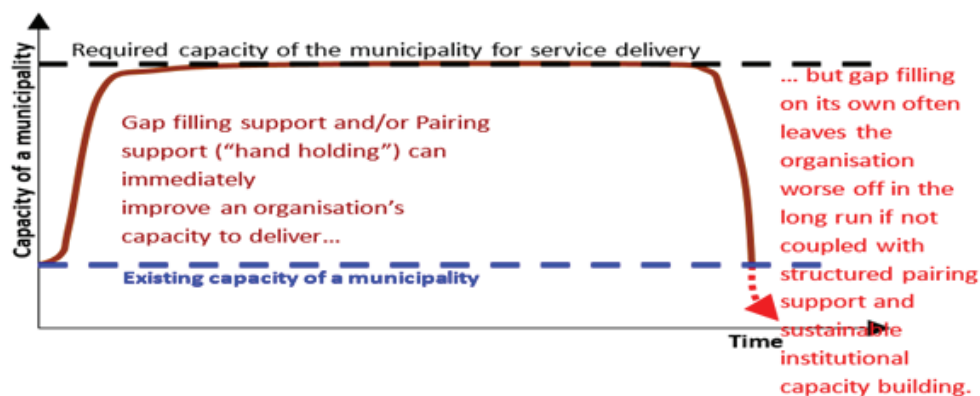 Required capacity of the municipality for service delivery
Capacity of a municipality
Gap filling support and/or Pairing
support (“hand holding”) can
immediately
improve an organisation’s
capacity to deliver...
Existing capacity of a municipality
... but gap filling
on its own often
leaves the
organisation
worse off in the
long run if not
coupled with
structured pairing
support and
sustainable
institutional
capacity building.
Time